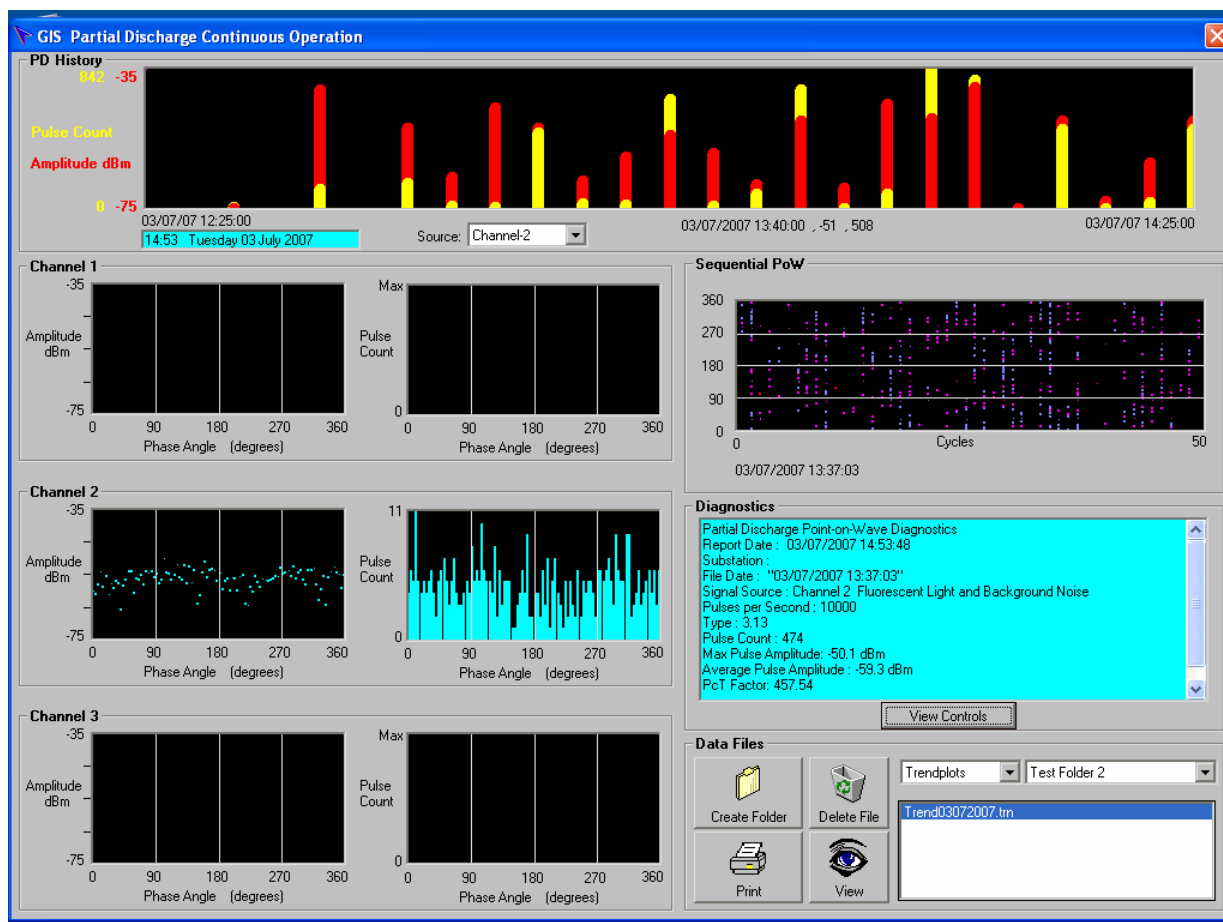 GIS Partial Discharge Continuous Operation
PD History
842 -35
Pulse Count
Amplitude dBm
0 -75
03/07/07 12:25:00
03/07/2007 13:40:00 , -51 , 508
03/07/07 14:25:00
14:53 Tuesday 03 July 2007
Source: Channel-2
Channel 1
-35
Amplitude
dBm
-75
0 90 180 270 360
Phase Angle (degrees)
Max
Pulse
Count
0
0 90 180 270 360
Phase Angle (degrees)
Sequential PoW
360
270
180
90
0
0 Cycles 50
03/07/2007 13:37:03
Channel 2
-35
Amplitude
dBm
-75
0 90 180 270 360
Phase Angle (degrees)
11
Pulse
Count
0
0 90 180 270 360
Phase Angle (degrees)
Diagnostics
Partial Discharge Point-on-Wave Diagnostics
Report Date : 03/07/2007 14:53:48
Substation :
File Date : "03/07/2007 13:37:03"
Signal Source : Channel 2 Fluorescent Light and Background Noise
Pulses per Second : 10000
Type : 3.13
Pulse Count : 474
Max Pulse Amplitude: -50.1 dBm
Average Pulse Amplitude : -59.3 dBm
PcT Factor: 457.54
View Controls
Channel 3
-35
Amplitude
dBm
-75
0 90 180 270 360
Phase Angle (degrees)
Max
Pulse
Count
0
0 90 180 270 360
Phase Angle (degrees)
Data Files
Create Folder
Delete File
Print
View
Trendplots
Test Folder 2
Trend03072007.trn